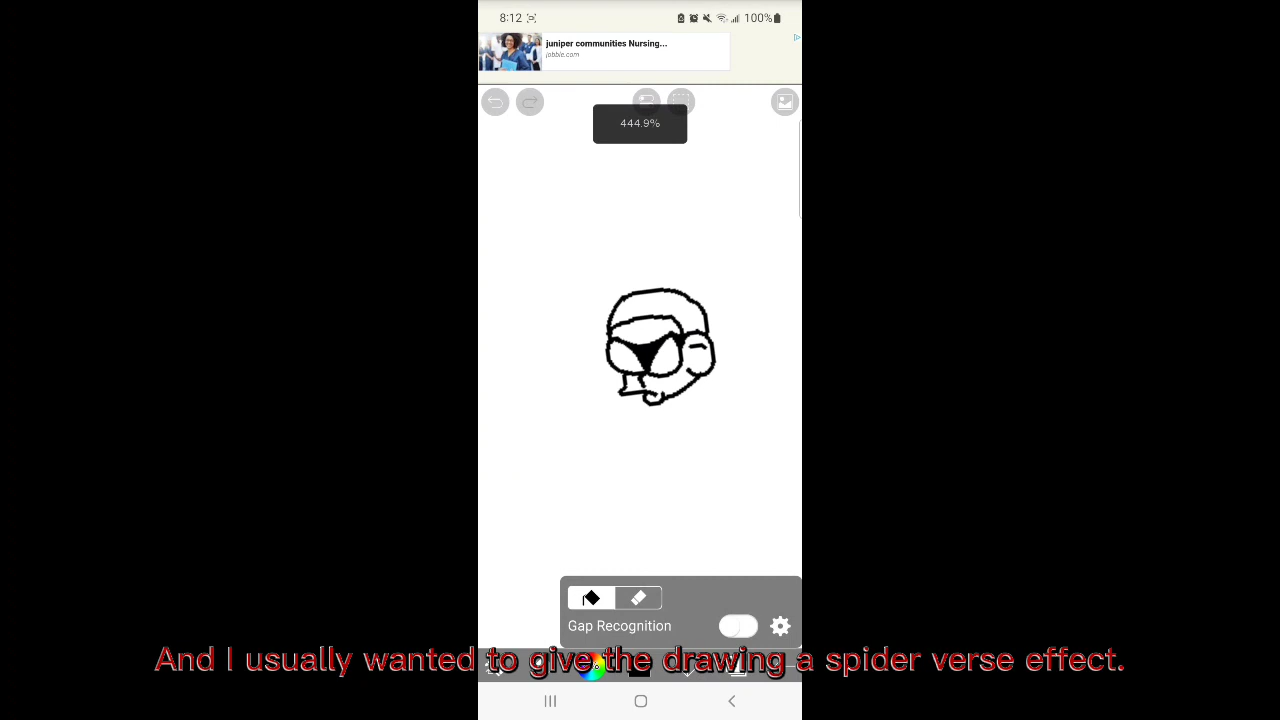 8:12
100%
juniper communities Nursing...
jobble.com
444.9%
Gap Recognition
And I usually wanted to give the drawing a spider verse effect.